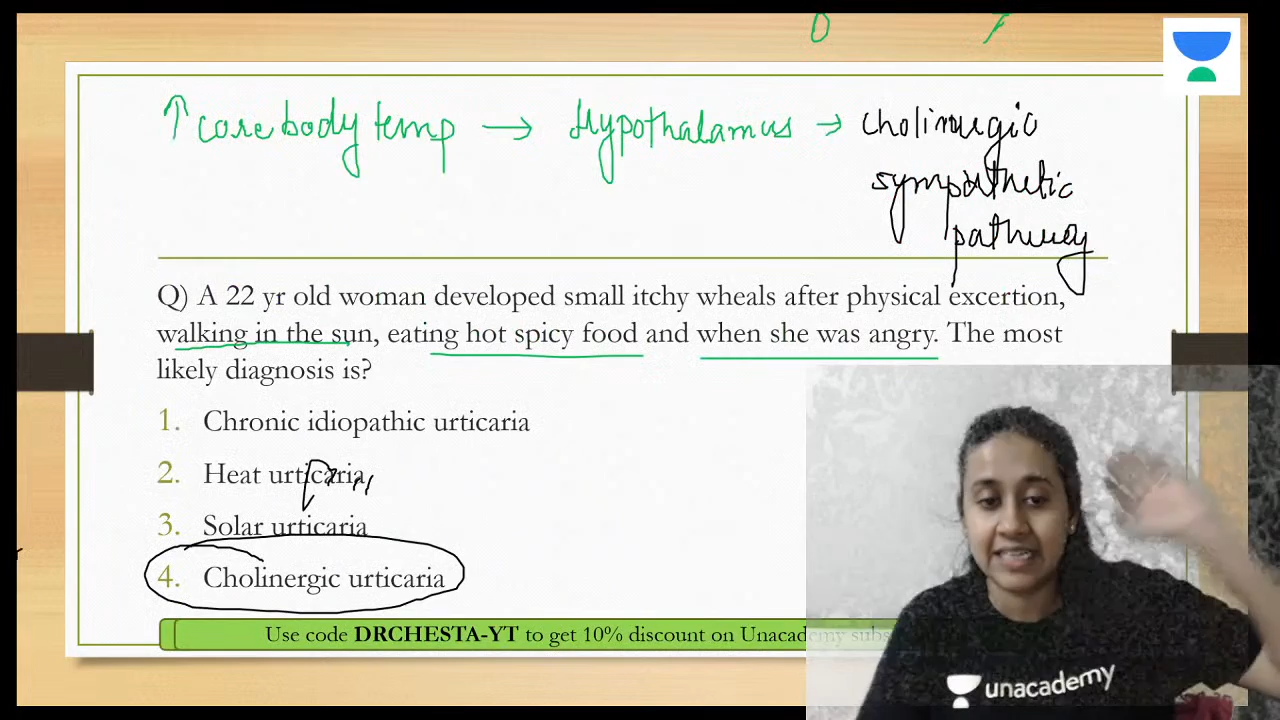 ↑ core body temp → Hypothalamus → cholinergic
sympathetic
pathway
Q) A 22 yr old woman developed small itchy wheals after physical excertion,
walking in the sun, eating hot spicy food and when she was angry. The most
likely diagnosis is?
1. Chronic idiopathic urticaria
2. Heat urticaria
3. Solar urticaria
4. Cholinergic urticaria
Use code DRCHESTA-YT to get 10% discount on Unacademy subs
unacademy